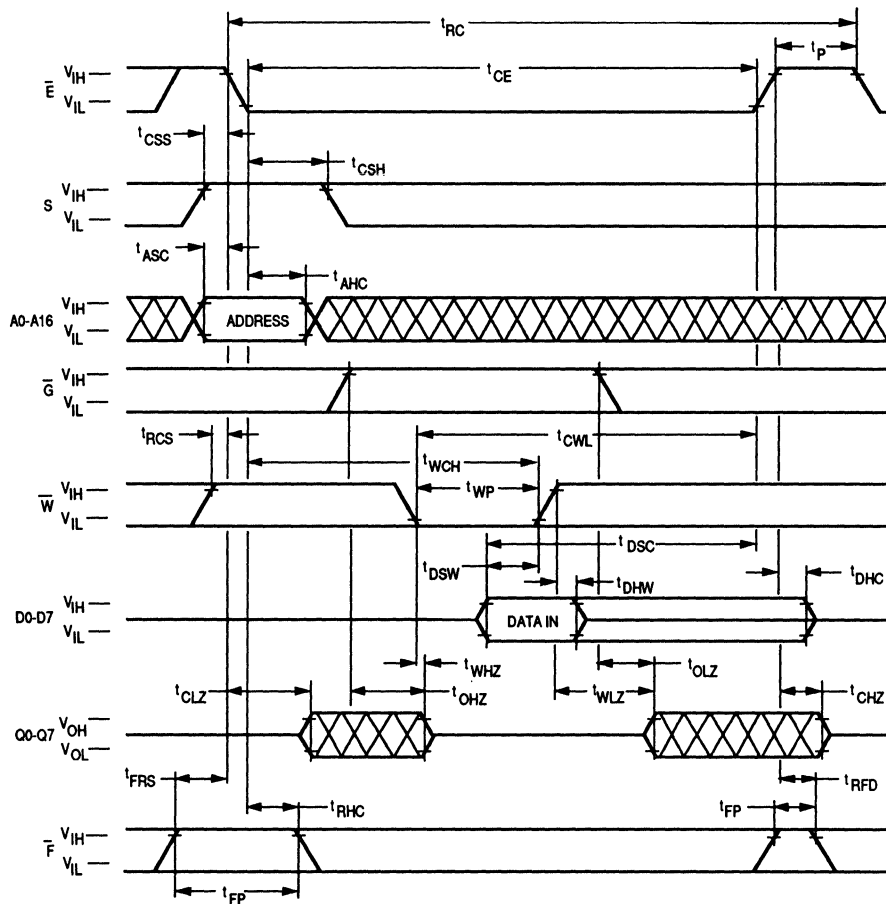 tRC
tP
E VIH
VIL
tCE
tCSS
tCSH
S VIH
VIL
tASC
tAHC
A0-A16 VIH
VIL
ADDRESS
G VIH
VIL
tRCS
tCWL
tWCH
tWP
W VIH
VIL
tDSC
tDSW
tDHW
tDHC
D0-D7 VIH
VIL
DATA IN
tWHZ
tOLZ
tCLZ
tOHZ
tWLZ
tCHZ
Q0-Q7 VOH
VOL
tFRS
tRFD
tRHC
tFP
F VIH
VIL
tFP